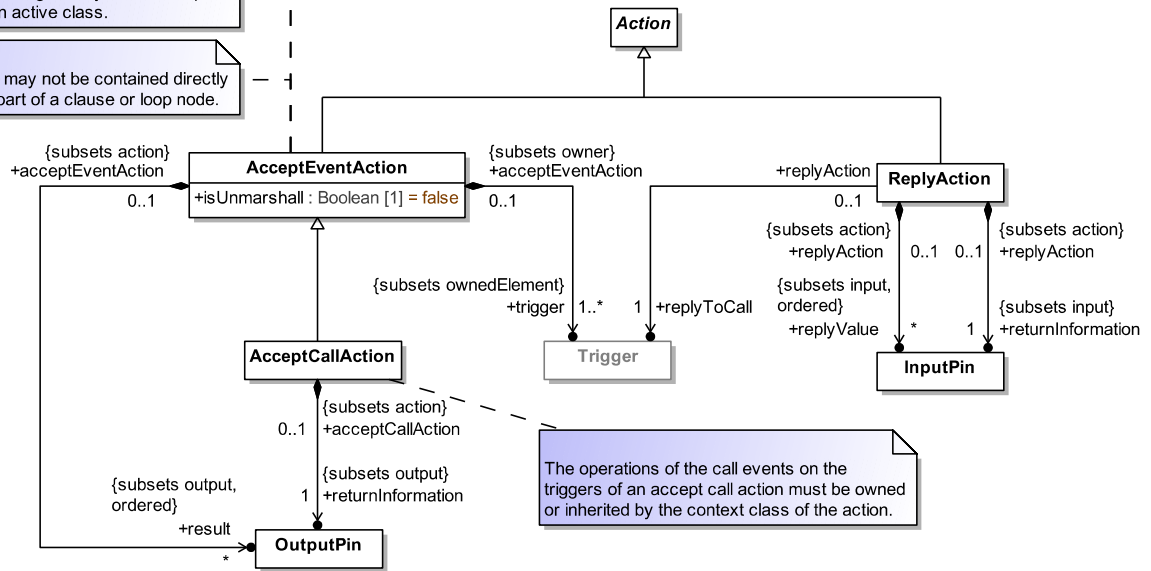 n active class.
may not be contained directly
part of a clause or loop node.
Action
{subsets action}
+acceptEventAction
0..1
AcceptEventAction
+isUnmarshall : Boolean [1] = false
{subsets owner}
+acceptEventAction
0..1
+replyAction
0..1
ReplyAction
{subsets action}
+replyAction
0..1
0..1
{subsets action}
+replyAction
{subsets ownedElement}
+trigger
1..*
1
+replyToCall
{subsets input,
ordered}
+replyValue
*
1
{subsets input}
+returnInformation
AcceptCallAction
Trigger
InputPin
{subsets action}
0..1
+acceptCallAction
The operations of the call events on the
triggers of an accept call action must be owned
or inherited by the context class of the action.
{subsets output}
1
+returnInformation
{subsets output,
ordered}
+result
*
OutputPin